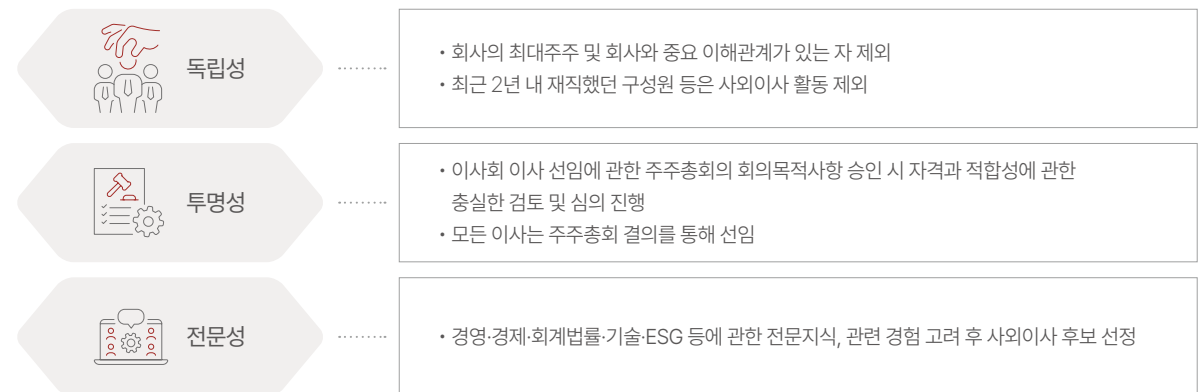 독립성
• 회사의 최대주주 및 회사와 중요 이해관계가 있는 자 제외
• 최근 2년 내 재직했던 구성원 등은 사외이사 활동 제외
투명성
• 이사회 이사 선임에 관한 주주총회의 회의목적사항 승인 시 자격과 적합성에 관한
충실한 검토 및 심의 진행
• 모든 이사는 주주총회 결의를 통해 선임
전문성
• 경영·경제·회계법률·기술·ESG 등에 관한 전문지식, 관련 경험 고려 후 사외이사 후보 선정